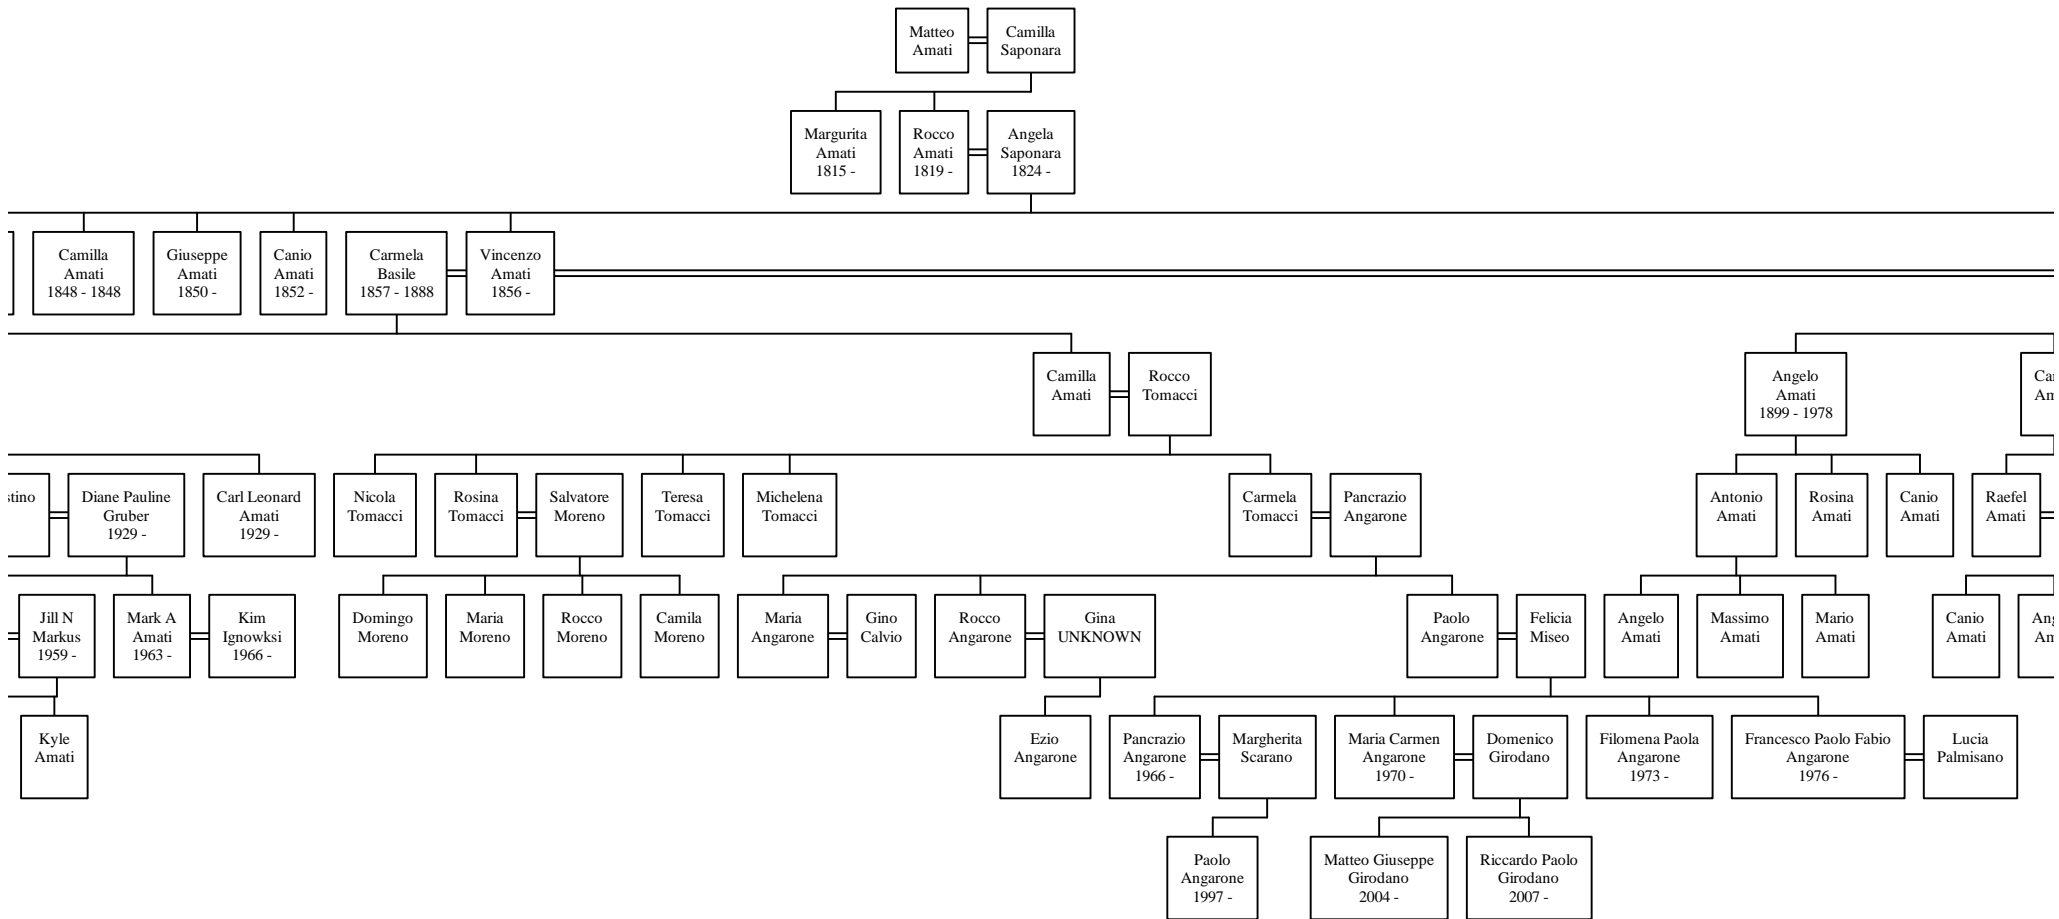 Matteo
Amati
Camilla
Saponara
Margurita
Amati
1815 -
Rocco
Amati
1819 -
Angela
Saponara
1824 -
Camilla
Amati
1848 - 1848
Giuseppe
Amati
1850 -
Canio
Amati
1852 -
Carmela
Basile
1857 - 1888
Vincenzo
Amati
1856 -
Camilla
Amati
Rocco
Tomacci
Angelo
Amati
1899 - 1978
Diane Pauline
Gruber
1929 -
Carl Leonard
Amati
1929 -
Nicola
Tomacci
Rosina
Tomacci
Salvatore
Moreno
Teresa
Tomacci
Michelena
Tomacci
Carmela
Tomacci
Pancrazio
Angarone
Antonio
Amati
Rosina
Amati
Canio
Amati
Raefel
Amati
Jill N
Markus
1959 -
Mark A
Amati
1963 -
Kim
Ignowksi
1966 -
Domingo
Moreno
Maria
Moreno
Rocco
Moreno
Camila
Moreno
Maria
Angarone
Gino
Calvio
Rocco
Angarone
Gina
UNKNOWN
Paolo
Angarone
Felicia
Miseo
Angelo
Amati
Massimo
Amati
Mario
Amati
Canio
Amati
Kyle
Amati
Ezio
Angarone
Pancrazio
Angarone
1966 -
Margherita
Scarano
Maria Carmen
Angarone
1970 -
Domenico
Girodano
Filomena Paola
Angarone
1973 -
Francesco Paolo Fabio
Angarone
1976 -
Lucia
Palmisano
Paolo
Angarone
1997 -
Matteo Giuseppe
Girodano
2004 -
Riccardo Paolo
Girodano
2007 -